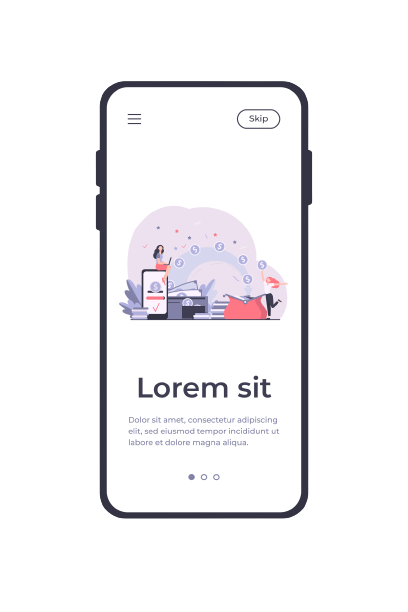 Skip
Lorem sit
Dolor sit amet, consectetur adipiscing
elit, sed eiusmod tempor incididunt ut
labore et dolore magna aliqua.